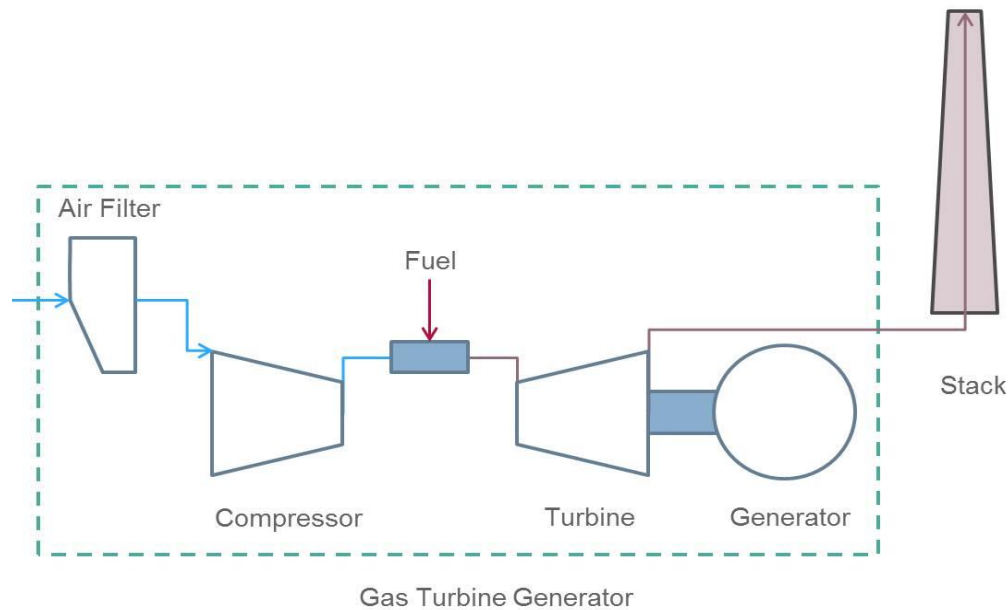 Air Filter
Fuel
Stack
Compressor
Turbine
Generator
Gas Turbine Generator